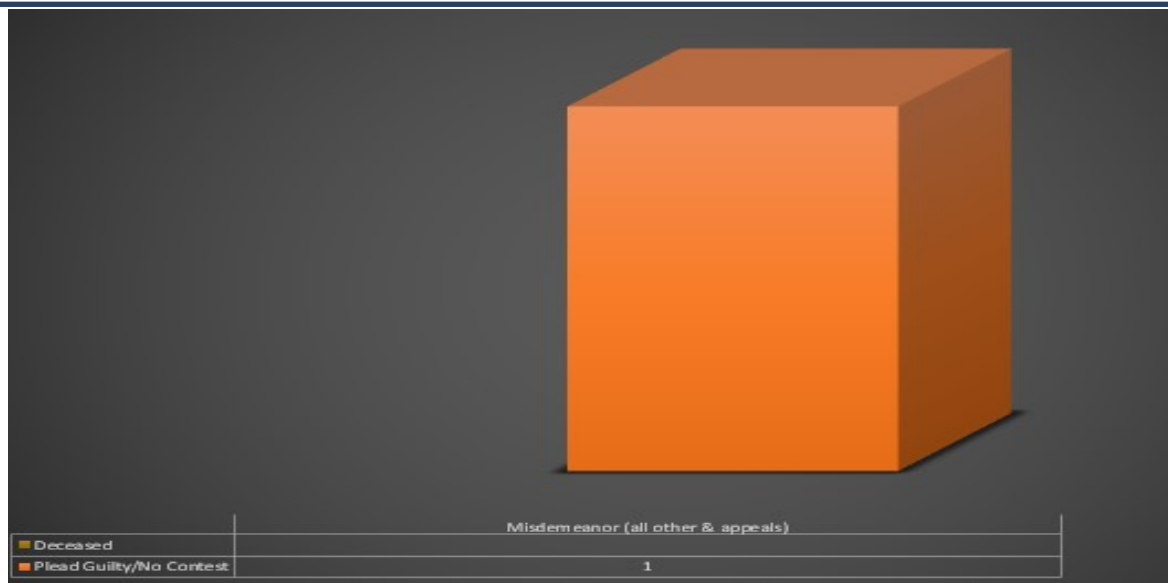 Misdemeanor (all other & appeals)
Deceased
Plead Guilty/No Contest 1